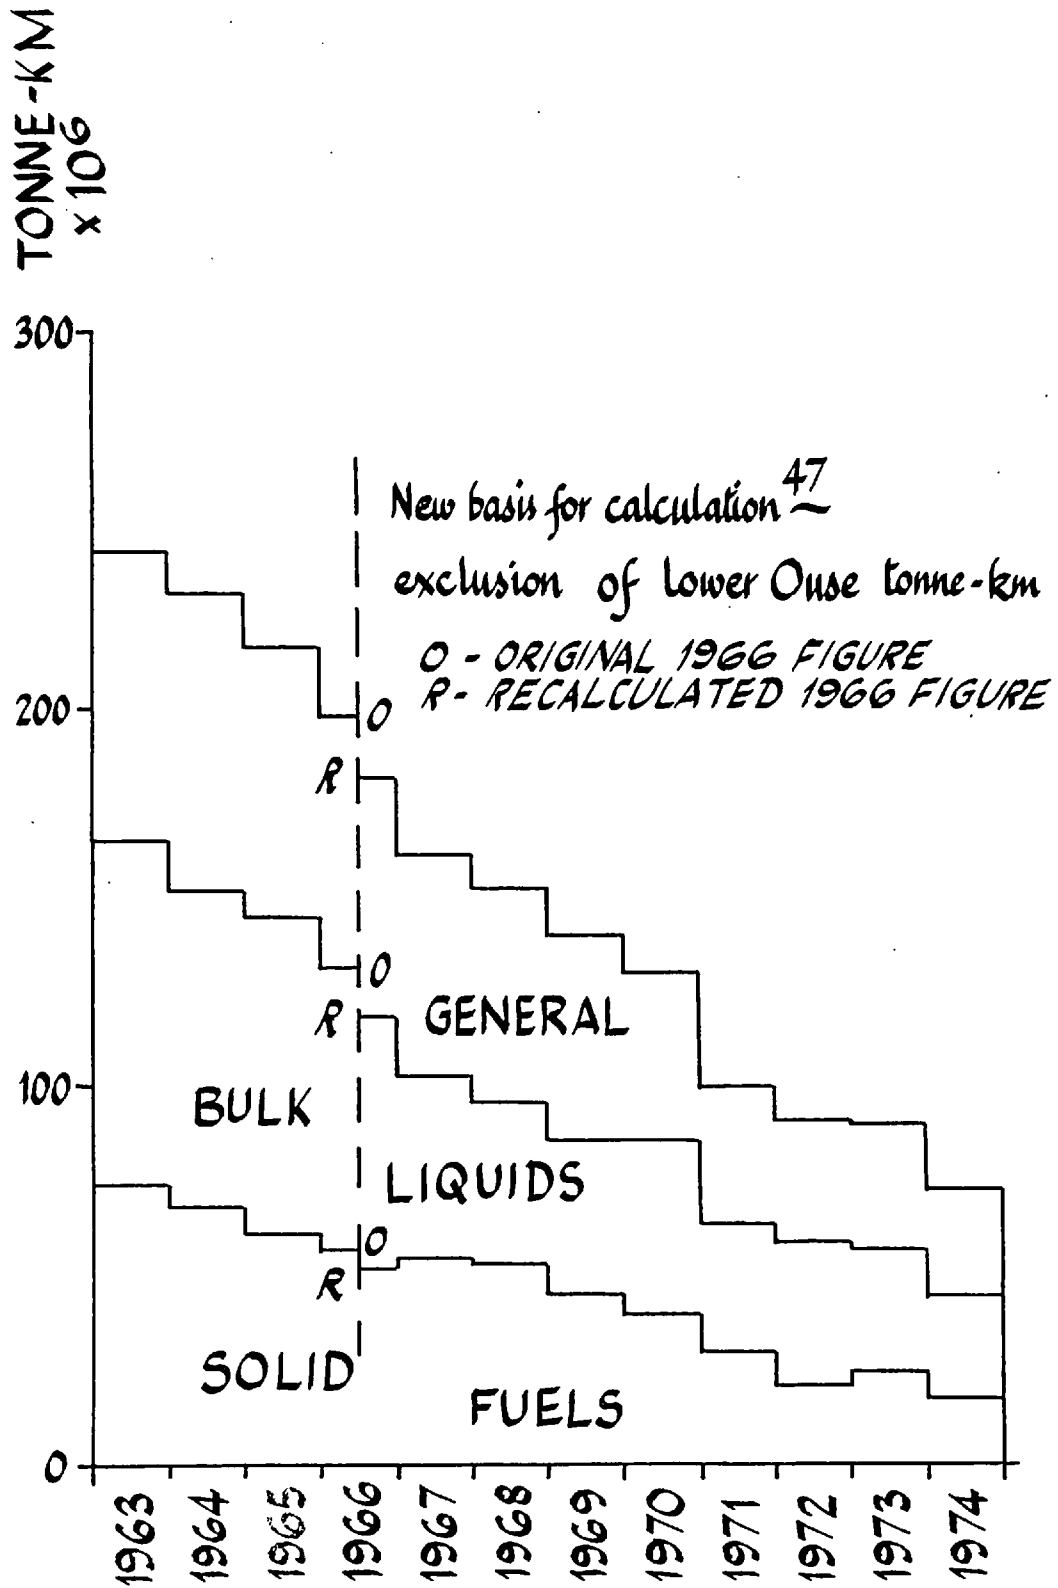 TONNE-KM
x 10⁶
300
New basis for calculation 47 ~
exclusion of Lower Ouse tonne-km
O - ORIGINAL 1966 FIGURE
R - RECALCULATED 1966 FIGURE
200
O
R
O
R
GENERAL
100
BULK
LIQUIDS
O
R
SOLID
FUELS
0
1963
1964
1965
1966
1967
1968
1969
1970
1971
1972
1973
1974